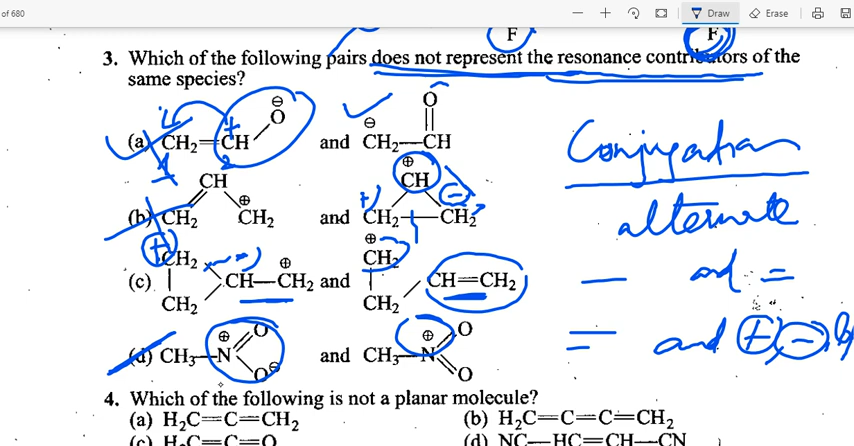 of 680
Draw
Erase
F
F
3. Which of the following pairs does not represent the resonance contributors of the
same species?
(a) CH₂=CH O⊖ and ⊖CH₂—CH=O
Conjugation
(b) CH₂=CH—⊕CH₂ and ⊕CH CH₂—CH₂
alternate
(c) CH₂ CH₂ CH—⊕CH₂ and ⊕CH₂ CH₂ CH=CH₂
— and =
(d) CH₃—N⊕ O O⊖ and CH₃—N⊕ O O
= and + −
4. Which of the following is not a planar molecule?
(a) H₂C=C=CH₂ (b) H₂C=C=C=CH₂
(c) H₂C=C=O (d) NC—HC=CH—CN